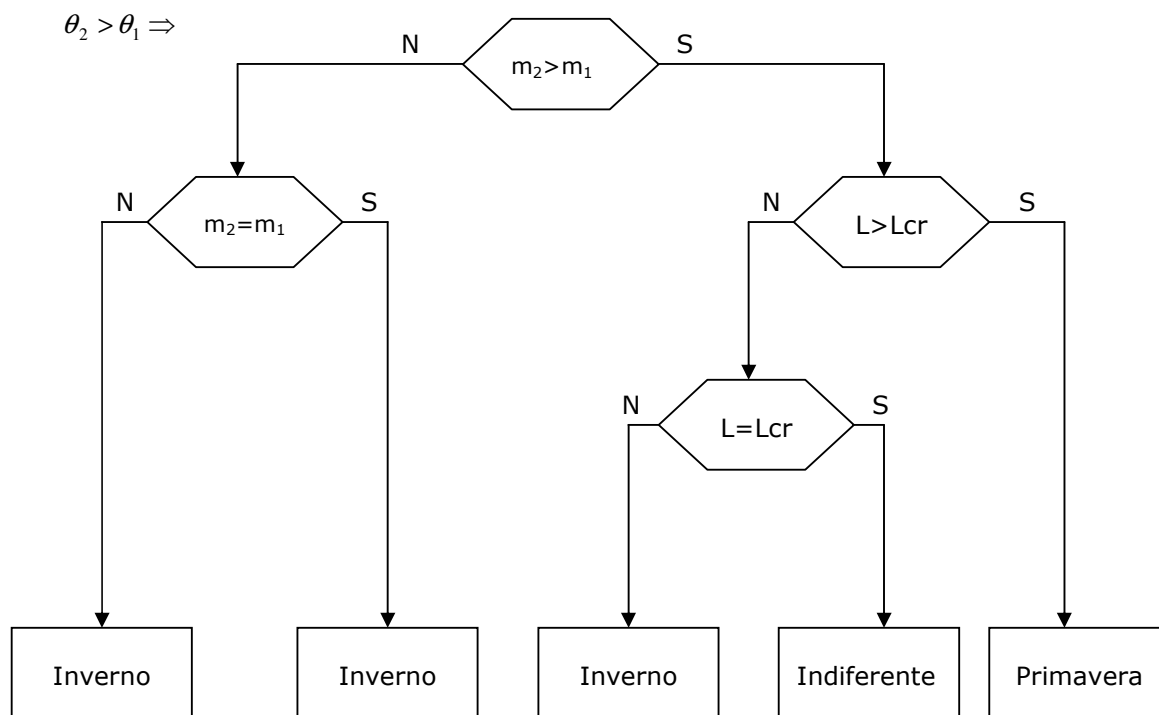 θ₂ > θ₁ ⇒
N
S
m₂>m₁
N
S
m₂=m₁
N
S
L>Lcr
N
S
L=Lcr
Inverno
Inverno
Inverno
Indiferente
Primavera